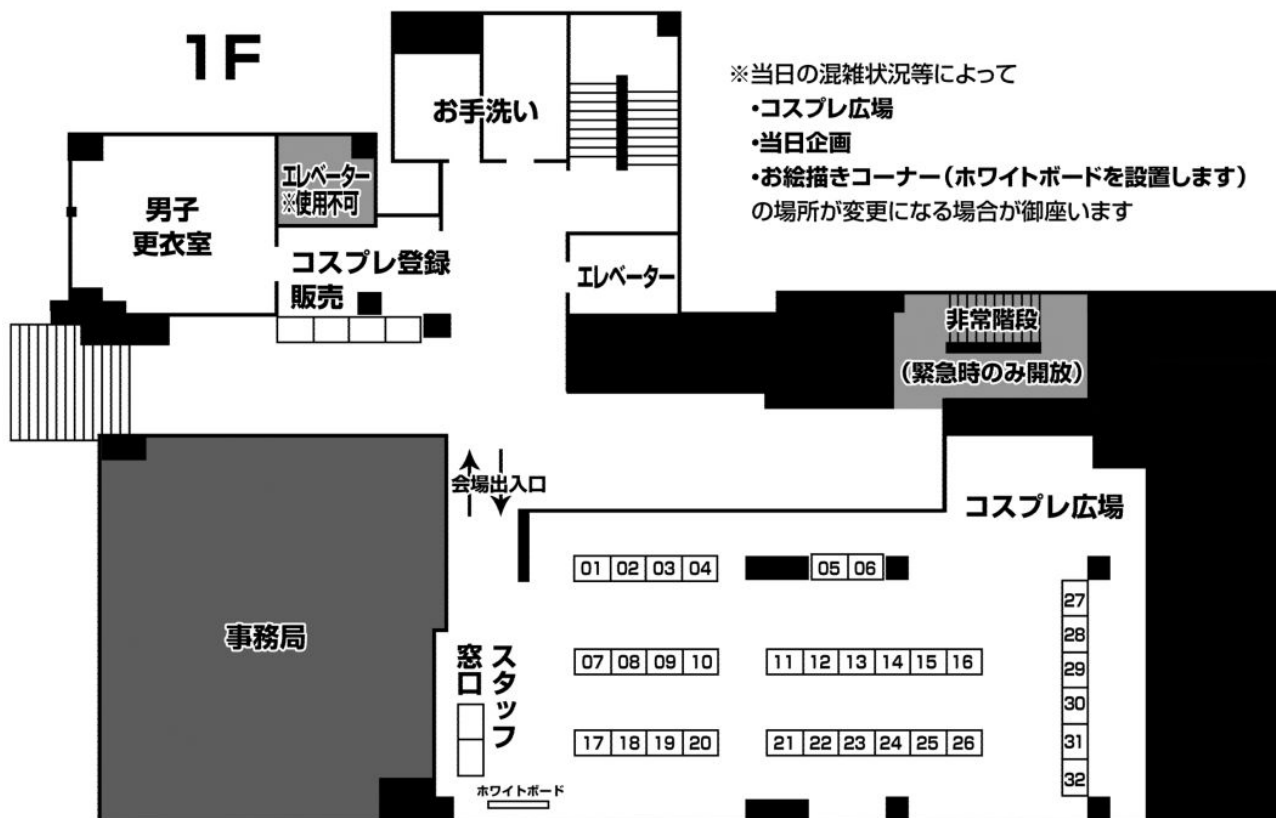 1F
※当日の混雑状況等によって
・コスプレ広場
・当日企画
・お絵描きコーナー(ホワイトボードを設置します)
の場所が変更になる場合が御座います
お手洗い
エレベーター
※使用不可
男子
更衣室
コスプレ登録
販売
エレベーター
非常階段
(緊急時のみ開放)
会場出入口
コスプレ広場
01 02 03 04
05 06
事務局
スタッフ
窓口
07 08 09 10
11 12 13 14 15 16
17 18 19 20
21 22 23 24 25 26
27
28
29
30
31
32
ホワイトボード